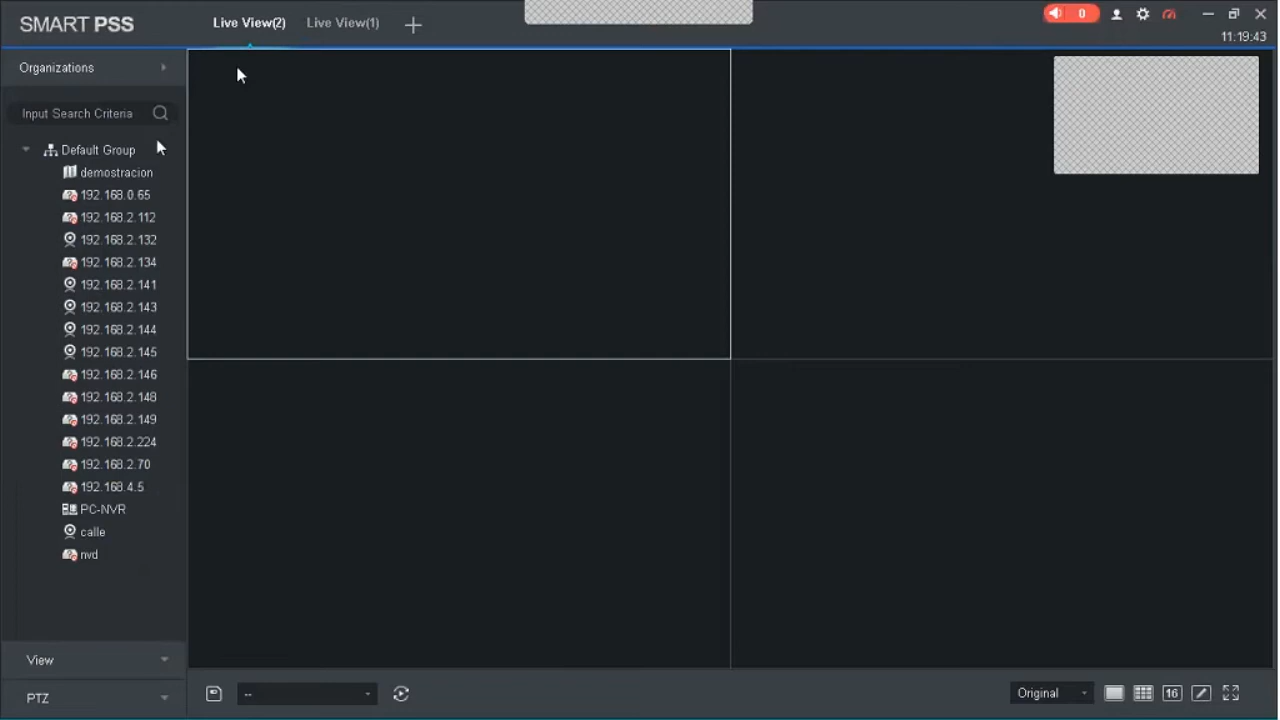 SMART PSS
Live View(2)
Live View(1)
0
11:19:43
Organizations
Input Search Criteria
Default Group
demostracion
192.168.0.65
192.168.2.112
192.168.2.132
192.168.2.134
192.168.2.141
192.168.2.143
192.168.2.144
192.168.2.145
192.168.2.146
192.168.2.148
192.168.2.149
192.168.2.224
192.168.2.70
192.168.4.5
PC-NVR
calle
nvd
View
PTZ
--
Original
16